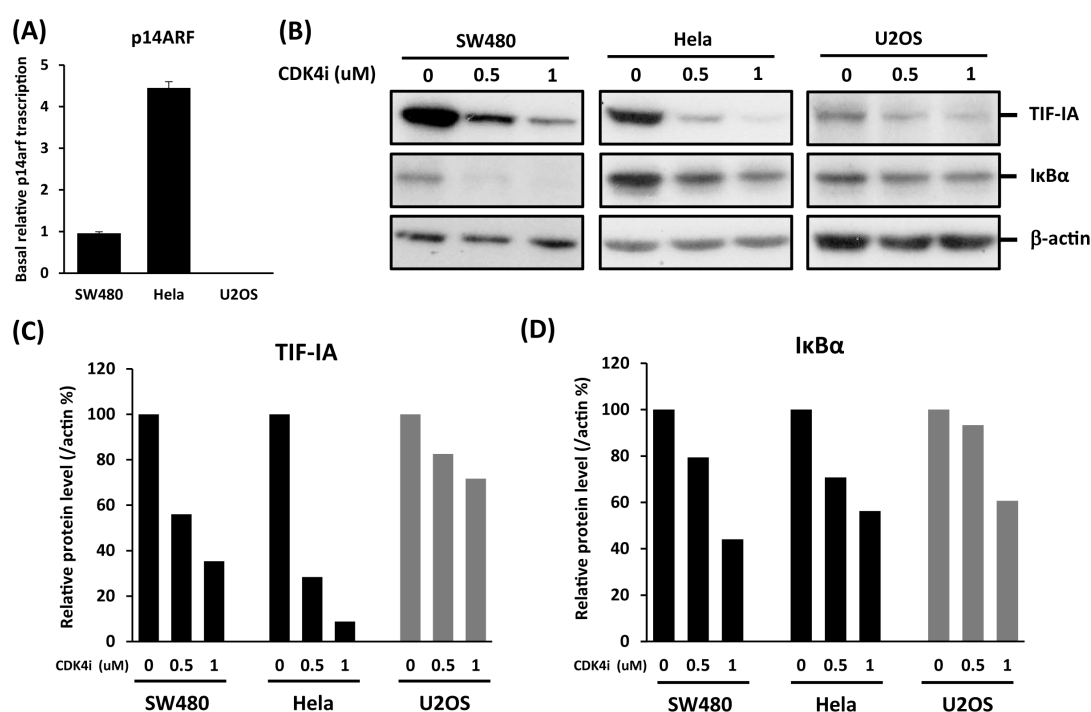 (A)
p14ARF
Basal relative p14arf trascription
5
4
3
2
1
0
SW480 Hela U2OS
(B)
SW480 Hela U2OS
CDK4i (uM) 0 0.5 1 0 0.5 1 0 0.5 1
TIF-IA
IκBα
β-actin
(C)
TIF-IA
Relative protein level (/actin %)
120
100
80
60
40
20
0
CDK4i (uM) 0 0.5 1 0 0.5 1 0 0.5 1
SW480 Hela U2OS
(D)
IκBα
Relative protein level (/actin %)
120
100
80
60
40
20
0
CDK4i (uM) 0 0.5 1 0 0.5 1 0 0.5 1
SW480 Hela U2OS